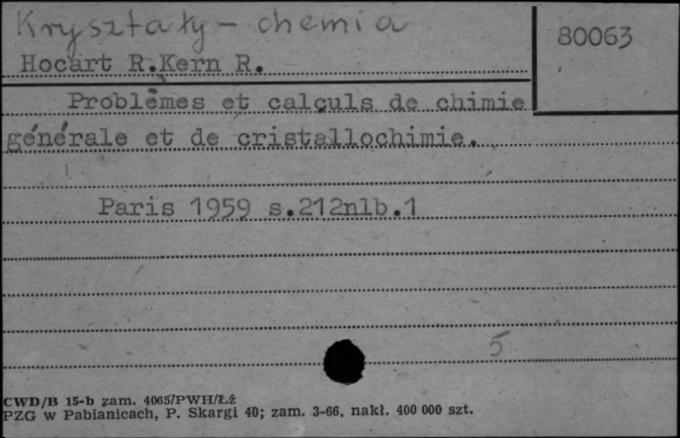 Kryształy - chemia
80063
Hocart R.Kern R.
Problèmes et calculs de chimie
générale et de cristallochimie.
Paris 1959 s.212nlb.1
5
CWD/B 15-b zam. 4065/PWH/Łź
PZG w Pabianicach, P. Skargi 40; zam. 3-66, nakł. 400 000 szt.